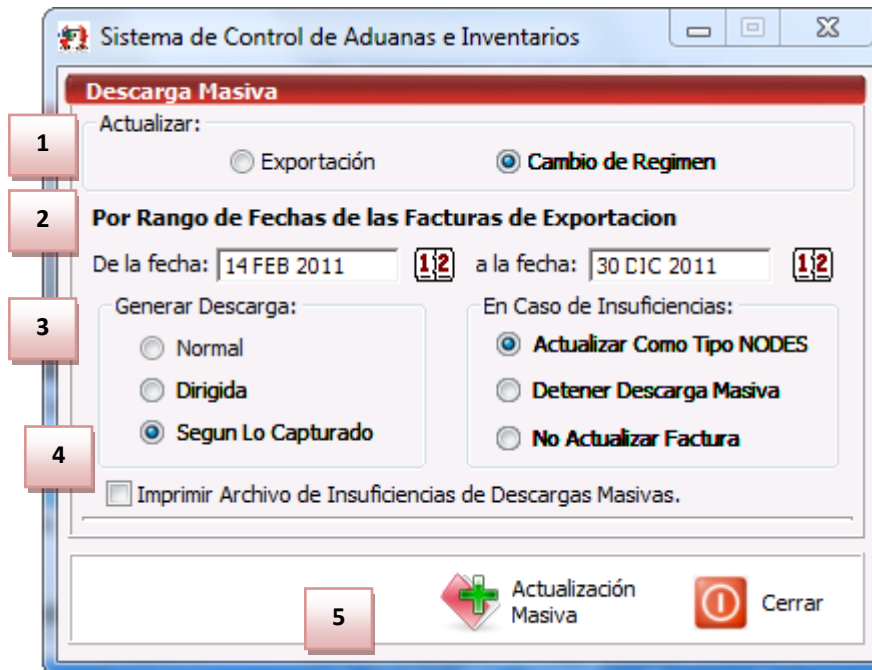 Sistema de Control de Aduanas e Inventarios
Descarga Masiva
1
Actualizar:
Exportación Cambio de Regimen
2
Por Rango de Fechas de las Facturas de Exportacion
De la fecha: 14 FEB 2011 12 a la fecha: 30 DIC 2011 12
3
Generar Descarga: En Caso de Insuficiencias:
Normal Actualizar Como Tipo NODES
Dirigida Detener Descarga Masiva
Segun Lo Capturado No Actualizar Factura
4
Imprimir Archivo de Insuficiencias de Descargas Masivas.
5
Actualización Masiva Cerrar